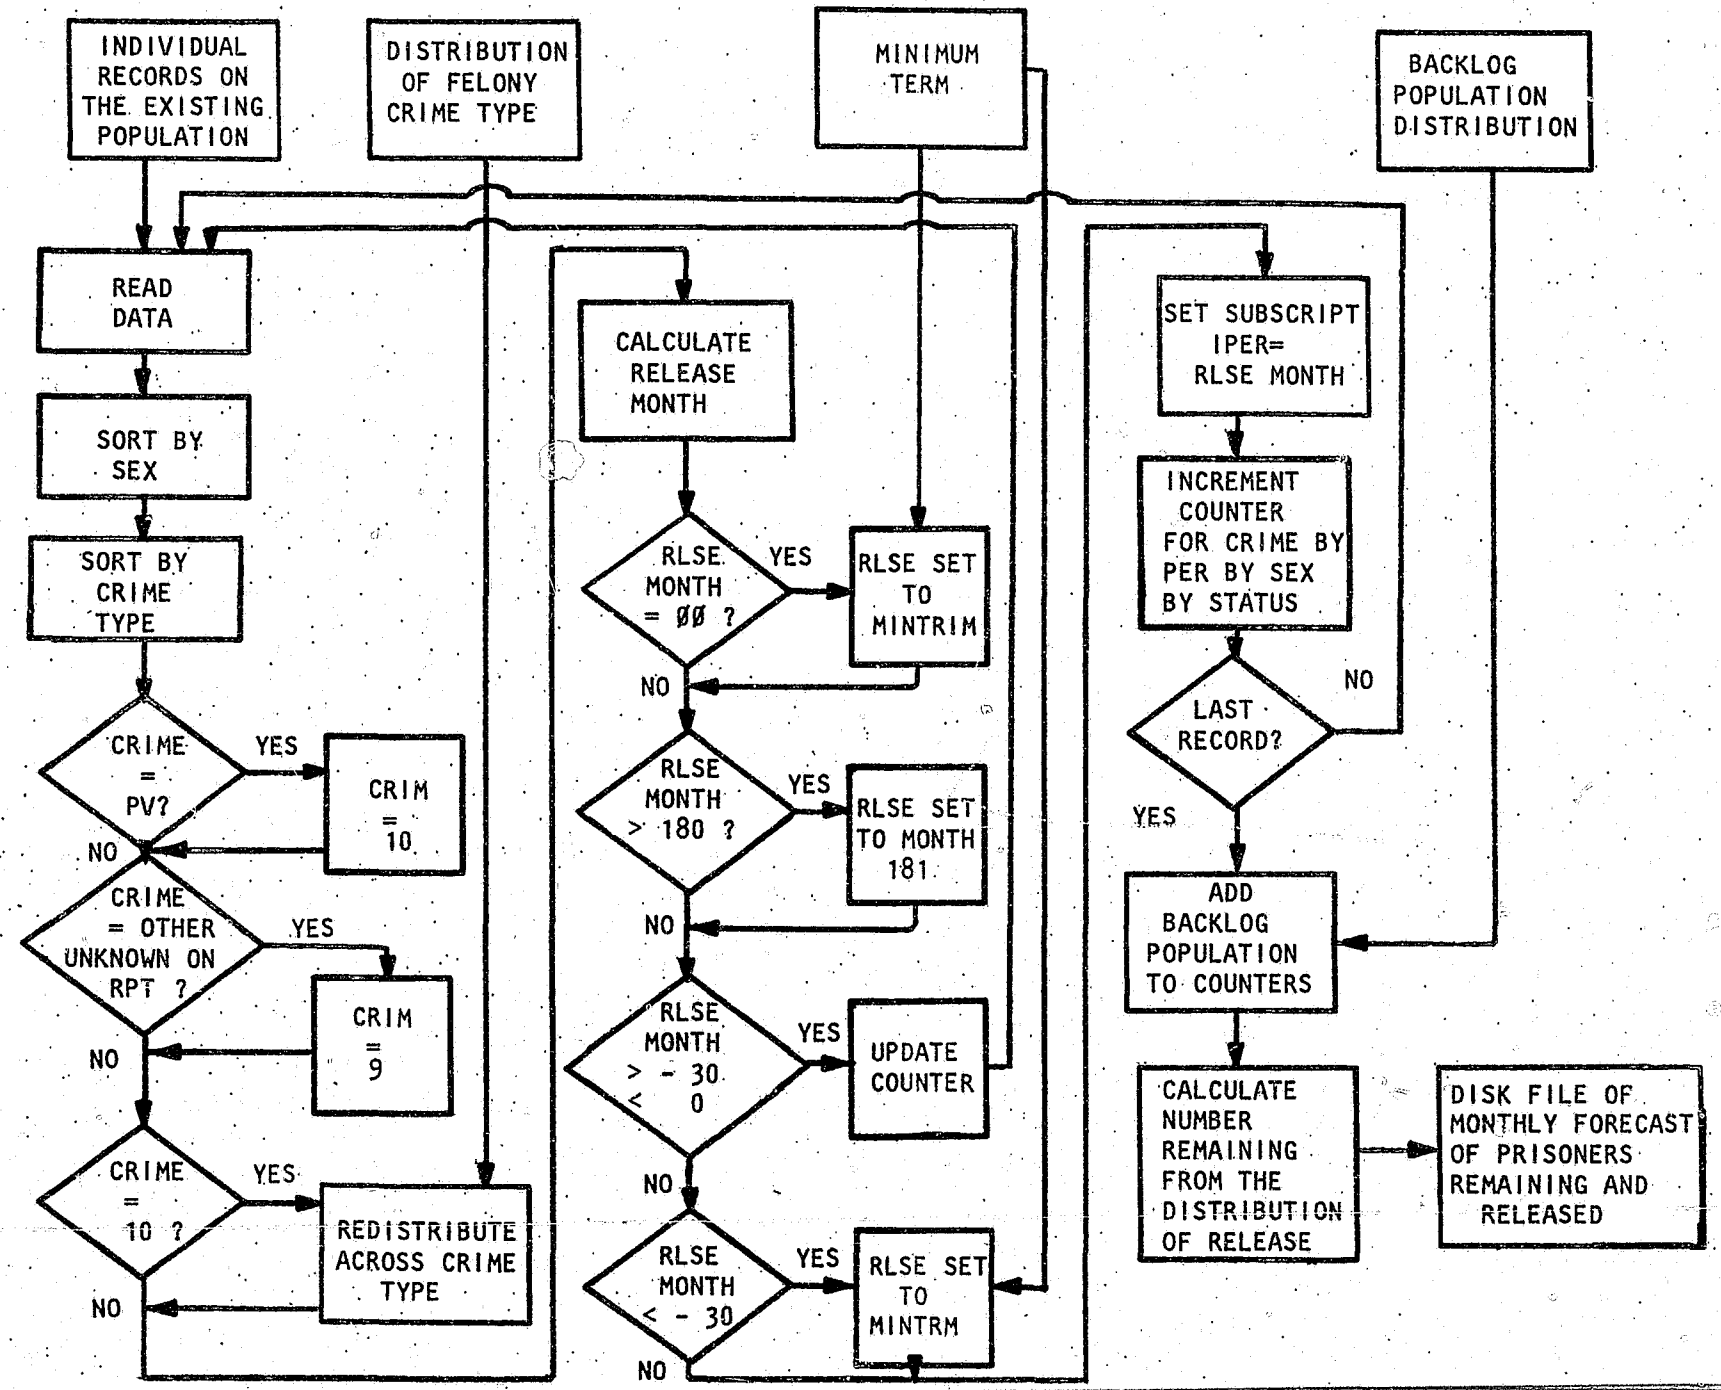 INDIVIDUAL
RECORDS ON
THE EXISTING
POPULATION
DISTRIBUTION
OF FELONY
CRIME TYPE
MINIMUM
TERM
BACKLOG
POPULATION
DISTRIBUTION
READ
DATA
SORT BY
SEX
SORT BY
CRIME
TYPE
CRIME
=
PV?
YES
NO
CRIM
=
10
CRIME
= OTHER
UNKNOWN ON
RPT ?
YES
NO
CRIM
=
9
CRIME
=
10 ?
YES
NO
REDISTRIBUTE
ACROSS CRIME
TYPE
CALCULATE
RELEASE
MONTH
RLSE
MONTH
= ØØ ?
YES
NO
RLSE SET
TO
MINTRIM
RLSE
MONTH
> 180 ?
YES
NO
RLSE SET
TO MONTH
181
RLSE
MONTH
> - 30
< 0
YES
NO
UPDATE
COUNTER
RLSE
MONTH
< - 30
YES
NO
RLSE SET
TO
MINTRM
SET SUBSCRIPT
IPER=
RLSE MONTH
INCREMENT
COUNTER
FOR CRIME BY
PER BY SEX
BY STATUS
LAST
RECORD?
NO
YES
ADD
BACKLOG
POPULATION
TO COUNTERS
CALCULATE
NUMBER
REMAINING
FROM THE
DISTRIBUTION
OF RELEASE
DISK FILE OF
MONTHLY FORECAST
OF PRISONERS
REMAINING AND
RELEASED